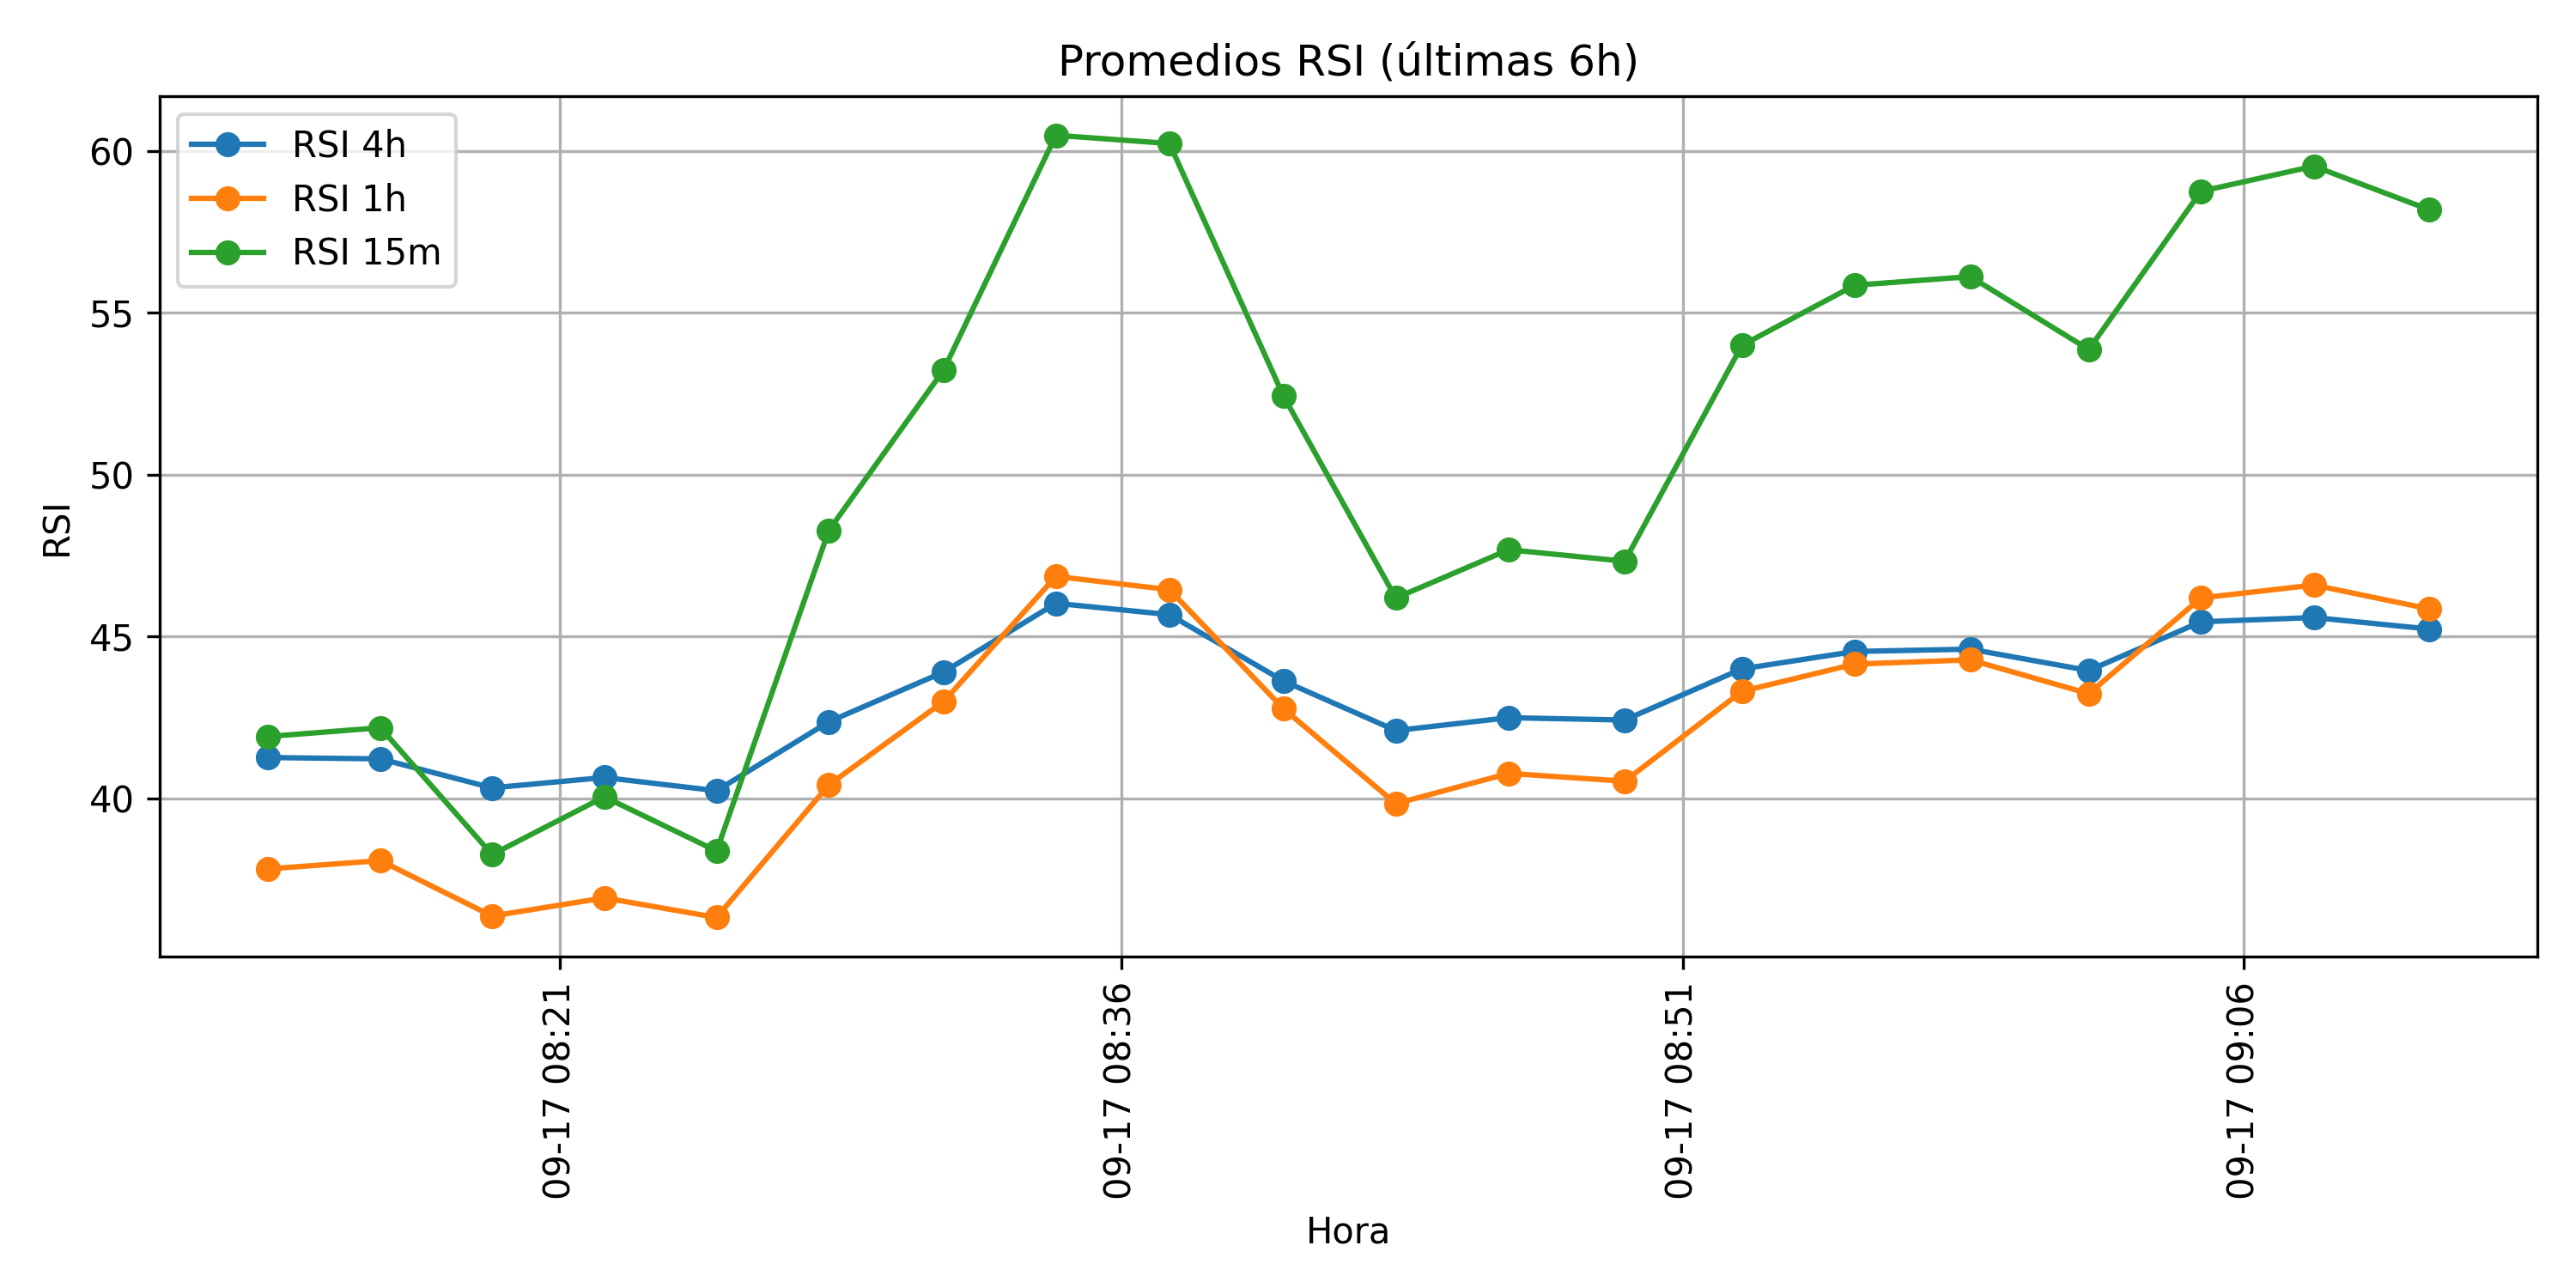 Promedios RSI (últimas 6h)
RSI 4h
RSI 1h
RSI 15m
60
55
50
45
40
RSI
09-17 08:21
09-17 08:36
09-17 08:51
09-17 09:06
Hora